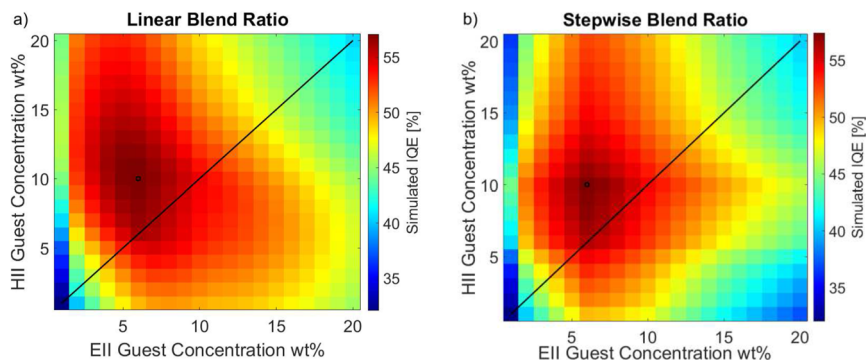 a)
Linear Blend Ratio
20
15
10
5
HII Guest Concentration wt%
5
10
15
20
EII Guest Concentration wt%
55
50
45
40
35
Simulated IQE [%]
b)
Stepwise Blend Ratio
20
15
10
5
HII Guest Concentration wt%
5
10
15
20
EII Guest Concentration wt%
55
50
45
40
35
Simulated IQE [%]